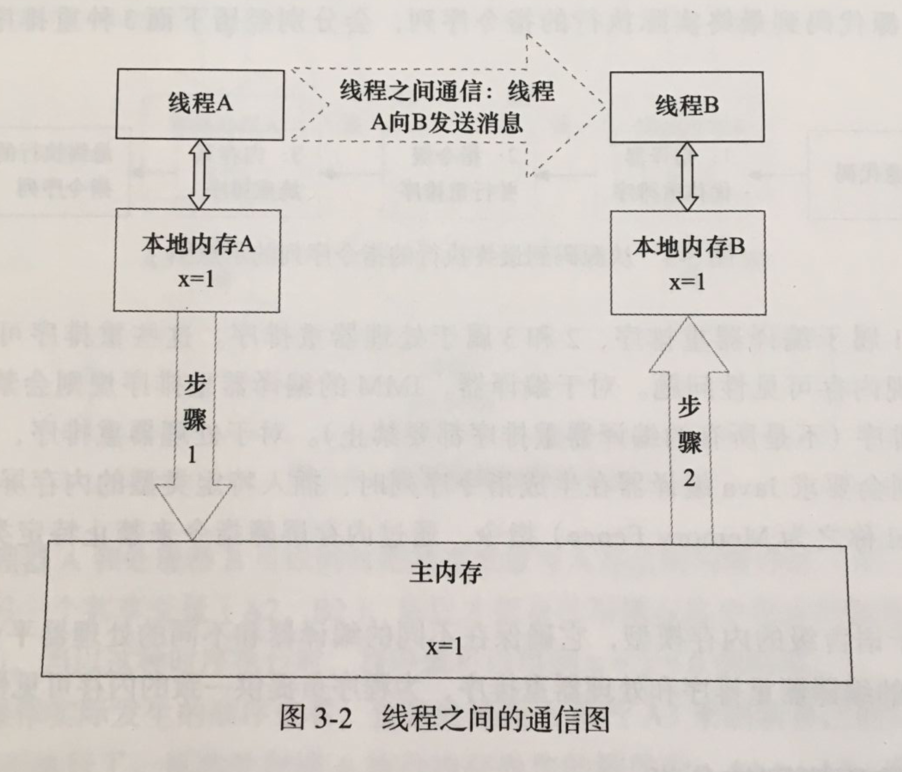 线程A
线程之间通信：线程
A向B发送消息
线程B
本地内存A
x=1
本地内存B
x=1
步
骤
1
步
骤
2
主内存
x=1
图 3-2 线程之间的通信图